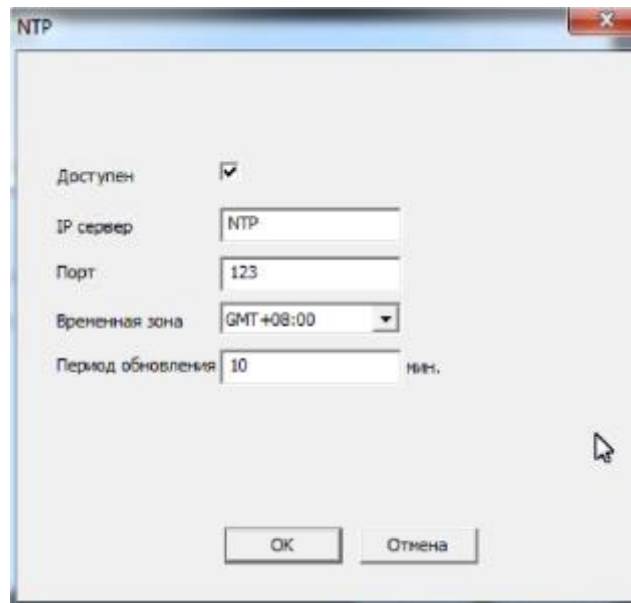 NTP
Доступен
IP сервер NTP
Порт 123
Временная зона GMT+08:00
Период обновления 10 мин.
OK Отмена